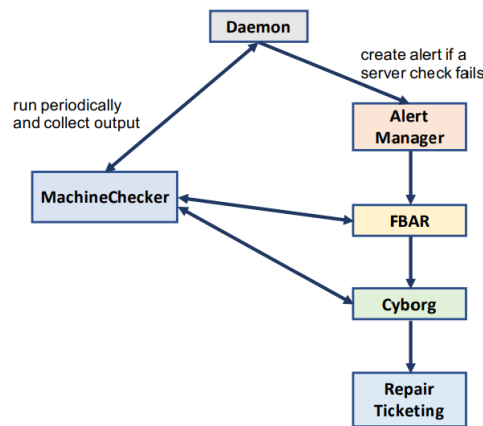 Daemon
create alert if a
server check fails
run periodically
and collect output
Alert
Manager
MachineChecker
FBAR
Cyborg
Repair
Ticketing